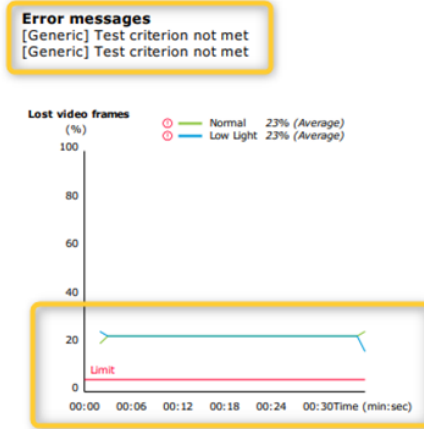 Error messages
[Generic] Test criterion not met
[Generic] Test criterion not met
Lost video frames
(%)
Normal 23% (Average)
Low Light 23% (Average)
100
80
60
40
20
Limit
0
00:00 00:06 00:12 00:18 00:24 00:30Time (min:sec)